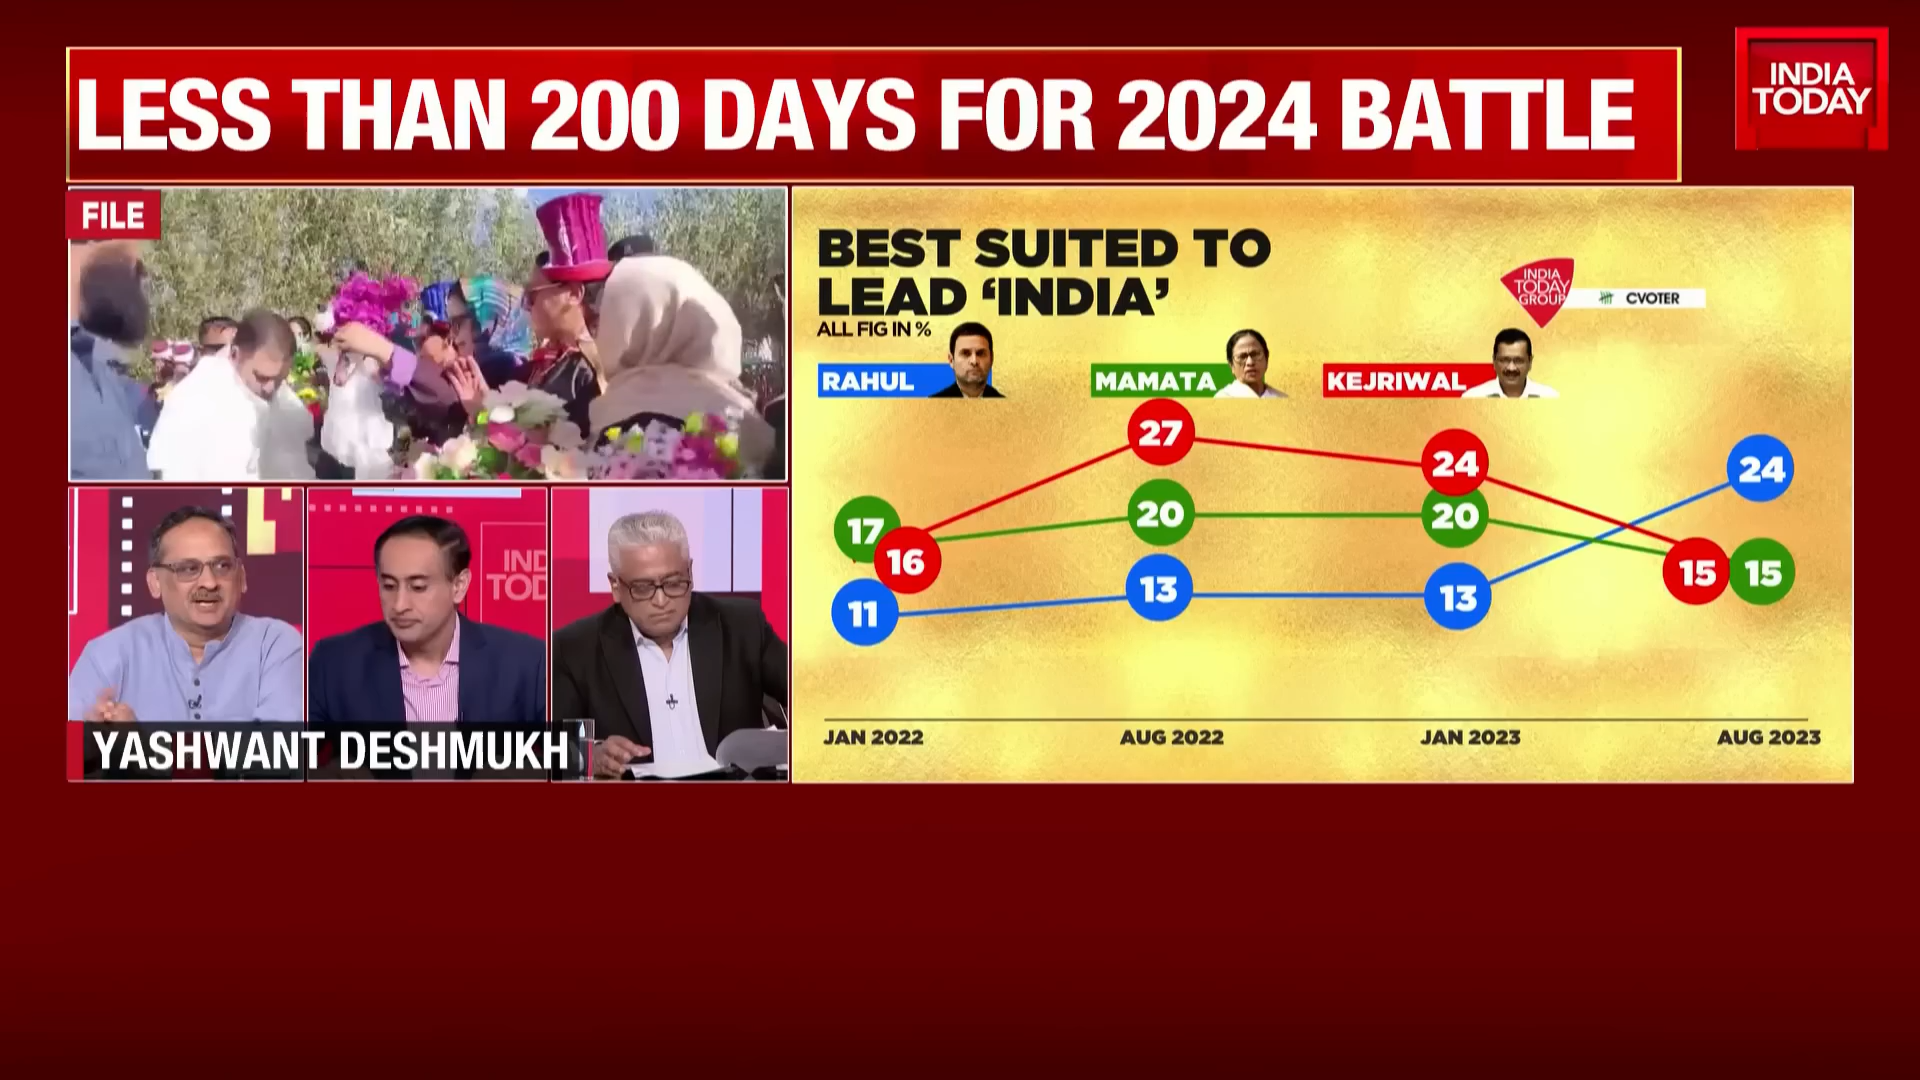 LESS THAN 200 DAYS FOR 2024 BATTLE
INDIA
TODAY
FILE
BEST SUITED TO
LEAD ‘INDIA’
ALL FIG IN %
INDIA
TODAY
GROUP
CVOTER
RAHUL
MAMATA
KEJRIWAL
27
24
24
17
20
20
16
15
15
11
13
13
JAN 2022
AUG 2022
JAN 2023
AUG 2023
IND
TOD
YASHWANT DESHMUKH